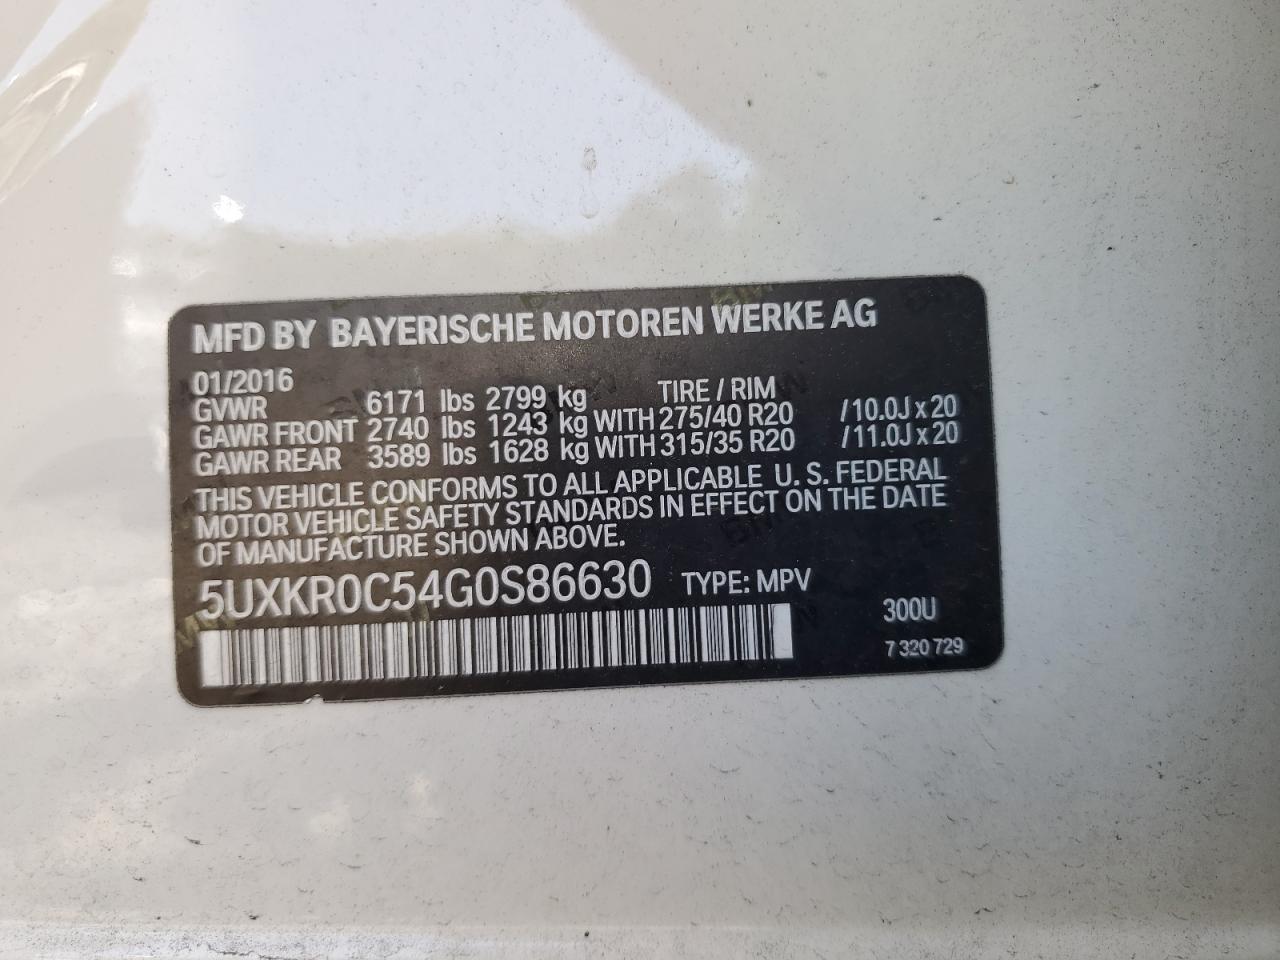 MFD BY BAYERISCHE MOTOREN WERKE AG
01/2016
GVWR 6171 lbs 2799 kg TIRE / RIM
GAWR FRONT 2740 lbs 1243 kg WITH 275/40 R20 /10.0J x 20
GAWR REAR 3589 lbs 1628 kg WITH 315/35 R20 /11.0J x 20
THIS VEHICLE CONFORMS TO ALL APPLICABLE U. S. FEDERAL
MOTOR VEHICLE SAFETY STANDARDS IN EFFECT ON THE DATE
OF MANUFACTURE SHOWN ABOVE.
5UXKR0C54G0S86630 TYPE: MPV
300U
7 320 729